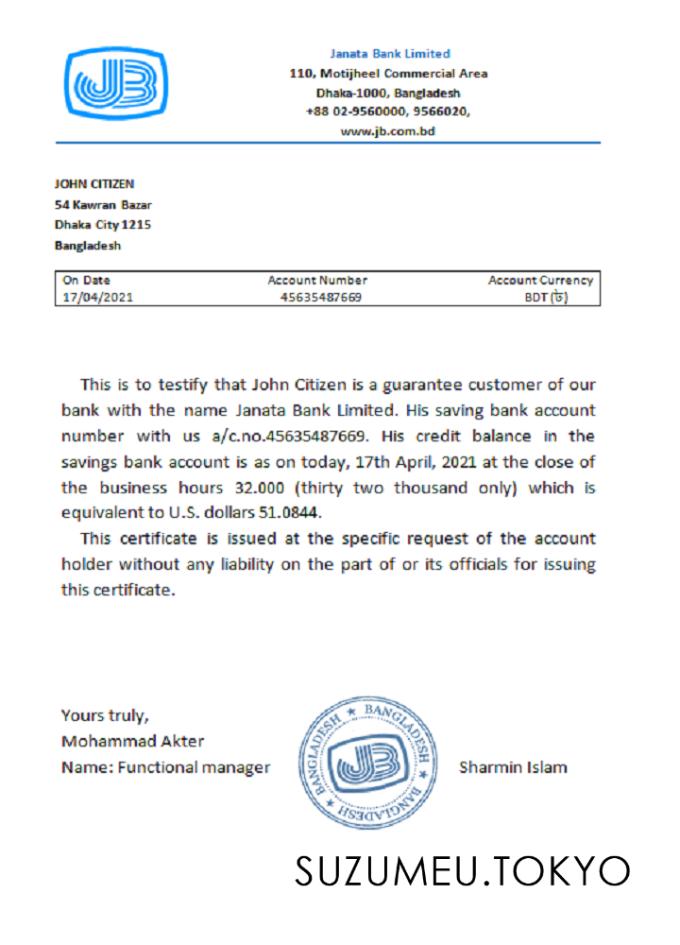 JB
Janata Bank Limited
110, Motijheel Commercial Area
Dhaka-1000, Bangladesh
+88 02-9560000, 9566020,
www.jb.com.bd
JOHN CITIZEN
54 Kawran Bazar
Dhaka City 1215
Bangladesh
On Date Account Number Account Currency
17/04/2021 45635487669 BDT (৳)
This is to testify that John Citizen is a guarantee customer of our
bank with the name Janata Bank Limited. His saving bank account
number with us a/c.no.45635487669. His credit balance in the
savings bank account is as on today, 17th April, 2021 at the close of
the business hours 32.000 (thirty two thousand only) which is
equivalent to U.S. dollars 51.0844.
This certificate is issued at the specific request of the account
holder without any liability on the part of or its officials for issuing
this certificate.
Yours truly,
Mohammad Akter
Name: Functional manager
BANGLADESH ★ BANGLADESH ★ BANGLADESH ★ BANGLADESH ★
JB
Sharmin Islam
SUZUMEU.TOKYO